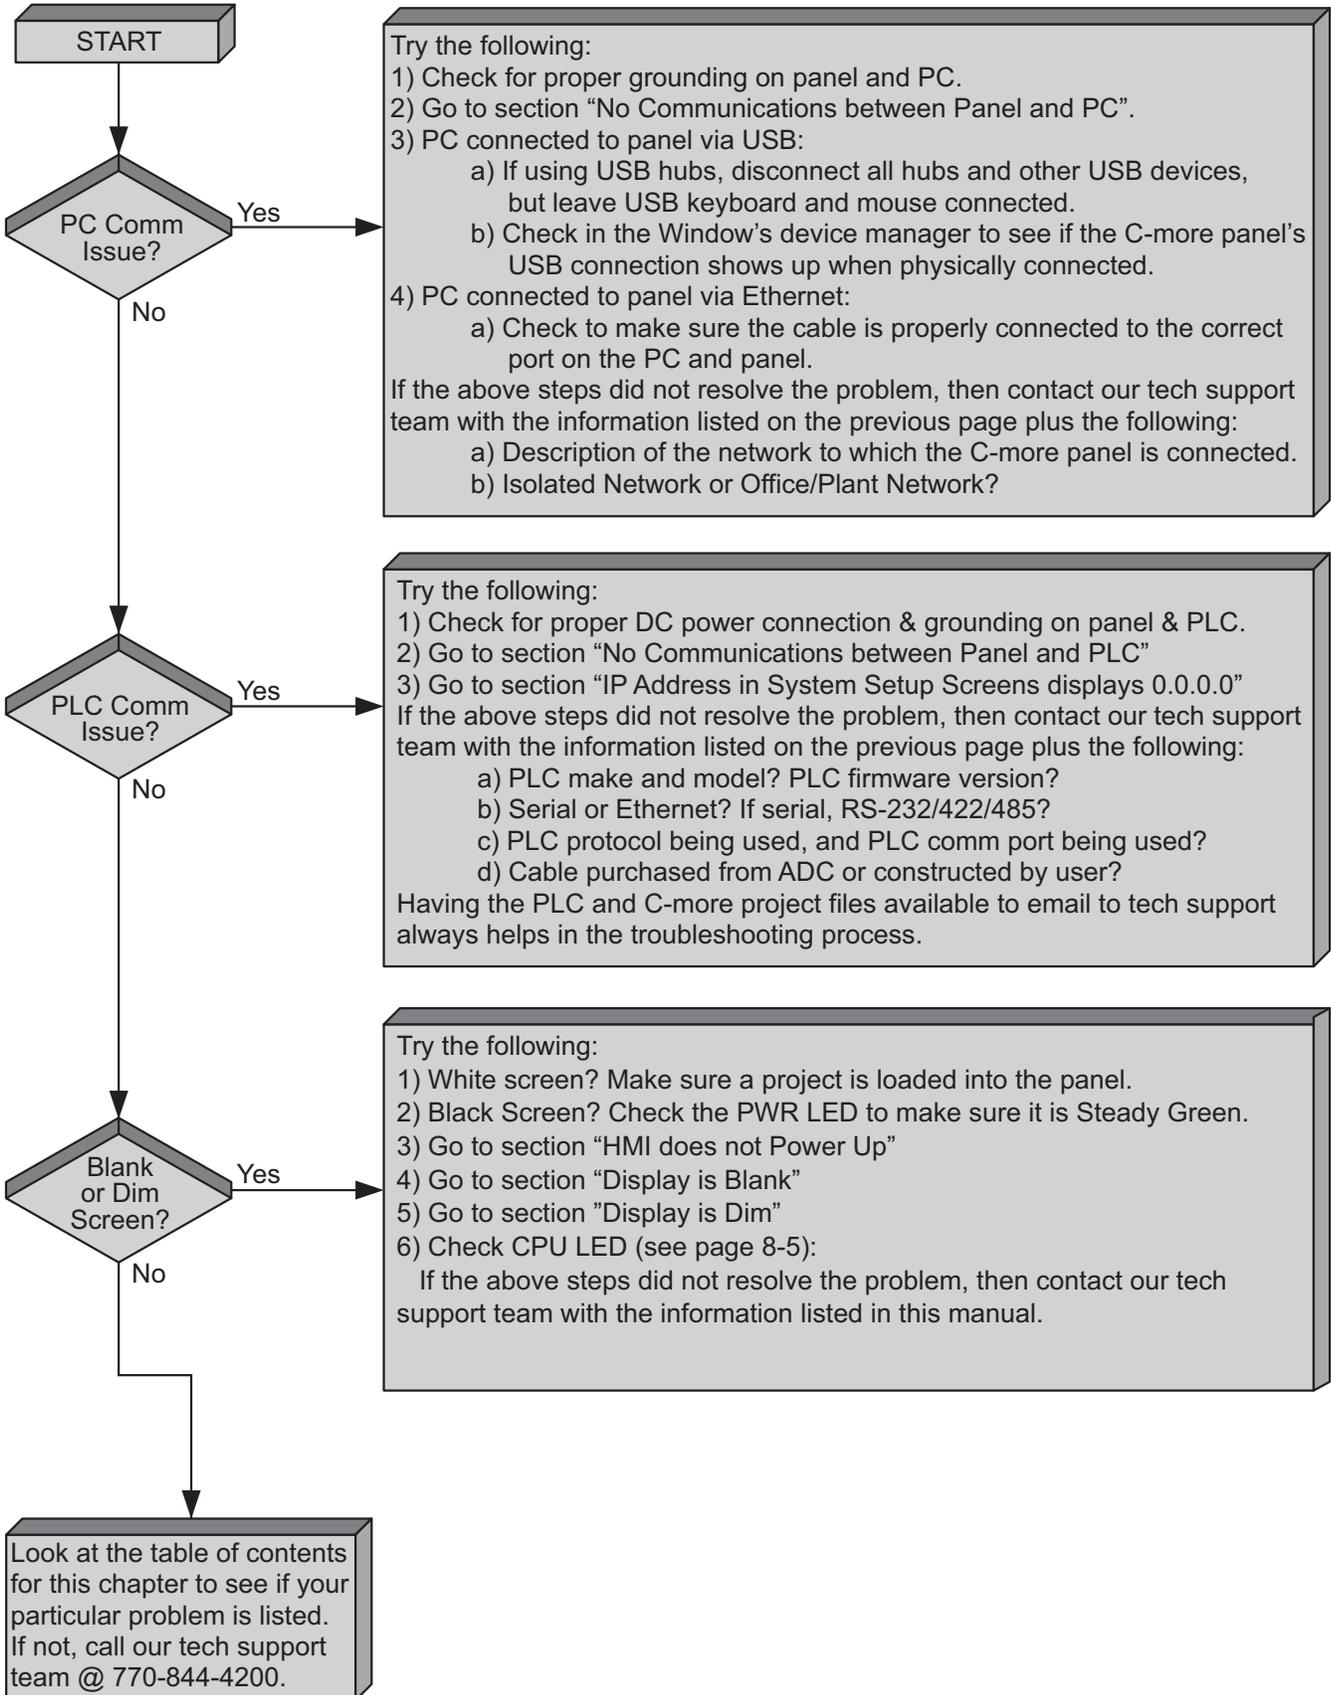 START
PC Comm
Issue?
Yes
No
Try the following:
1) Check for proper grounding on panel and PC.
2) Go to section “No Communications between Panel and PC”.
3) PC connected to panel via USB:
a) If using USB hubs, disconnect all hubs and other USB devices,
but leave USB keyboard and mouse connected.
b) Check in the Window’s device manager to see if the C-more panel’s
USB connection shows up when physically connected.
4) PC connected to panel via Ethernet:
a) Check to make sure the cable is properly connected to the correct
port on the PC and panel.
If the above steps did not resolve the problem, then contact our tech support
team with the information listed on the previous page plus the following:
a) Description of the network to which the C-more panel is connected.
b) Isolated Network or Office/Plant Network?
PLC Comm
Issue?
Yes
No
Try the following:
1) Check for proper DC power connection & grounding on panel & PLC.
2) Go to section “No Communications between Panel and PLC”
3) Go to section “IP Address in System Setup Screens displays 0.0.0.0”
If the above steps did not resolve the problem, then contact our tech support
team with the information listed on the previous page plus the following:
a) PLC make and model? PLC firmware version?
b) Serial or Ethernet? If serial, RS-232/422/485?
c) PLC protocol being used, and PLC comm port being used?
d) Cable purchased from ADC or constructed by user?
Having the PLC and C-more project files available to email to tech support
always helps in the troubleshooting process.
Blank
or Dim
Screen?
Yes
No
Try the following:
1) White screen? Make sure a project is loaded into the panel.
2) Black Screen? Check the PWR LED to make sure it is Steady Green.
3) Go to section “HMI does not Power Up”
4) Go to section “Display is Blank”
5) Go to section ”Display is Dim”
6) Check CPU LED (see page 8-5):
If the above steps did not resolve the problem, then contact our tech
support team with the information listed in this manual.
Look at the table of contents
for this chapter to see if your
particular problem is listed.
If not, call our tech support
team @ 770-844-4200.